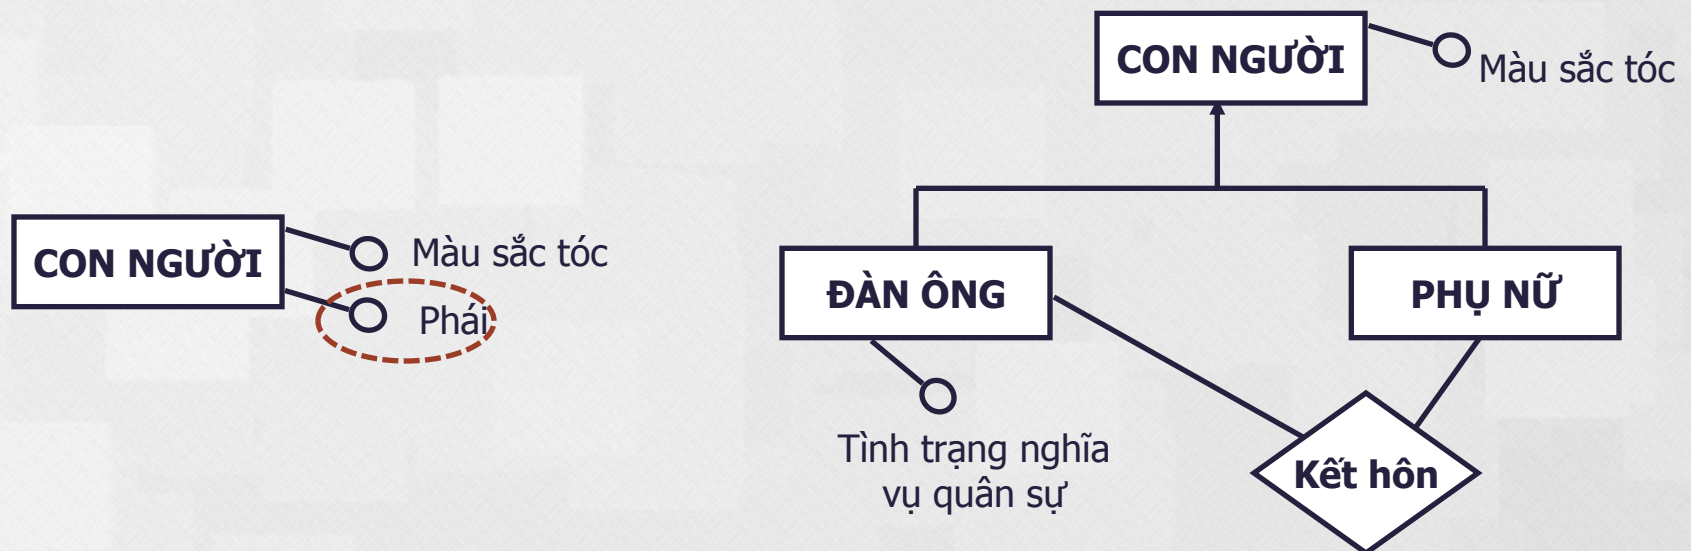 CON NGƯỜI
Màu sắc tóc
Phái
CON NGƯỜI
Màu sắc tóc
ĐÀN ÔNG
PHỤ NỮ
Tình trạng nghĩa
vụ quân sự
Kết hôn